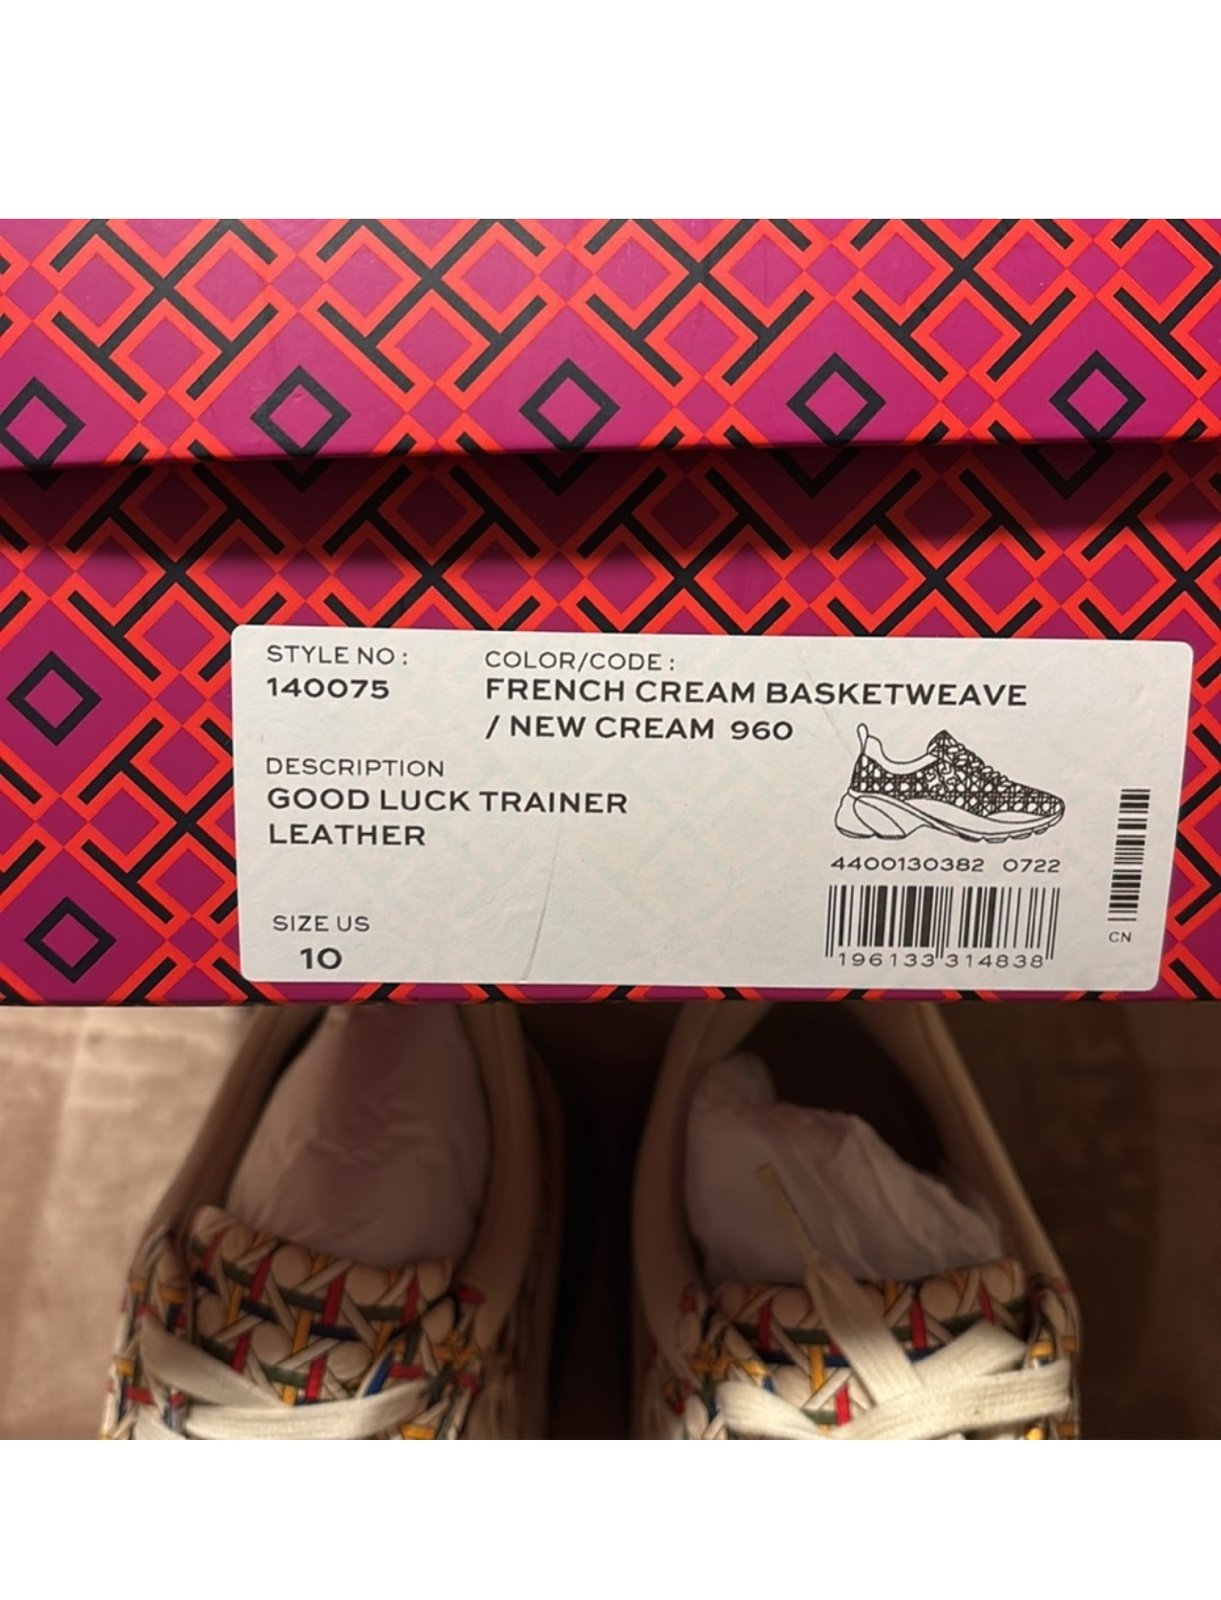 STYLE NO :
140075
COLOR/CODE :
FRENCH CREAM BASKETWEAVE
/ NEW CREAM 960
DESCRIPTION
GOOD LUCK TRAINER
LEATHER
SIZE US
10
4400130382 0722
196133 314838
CN